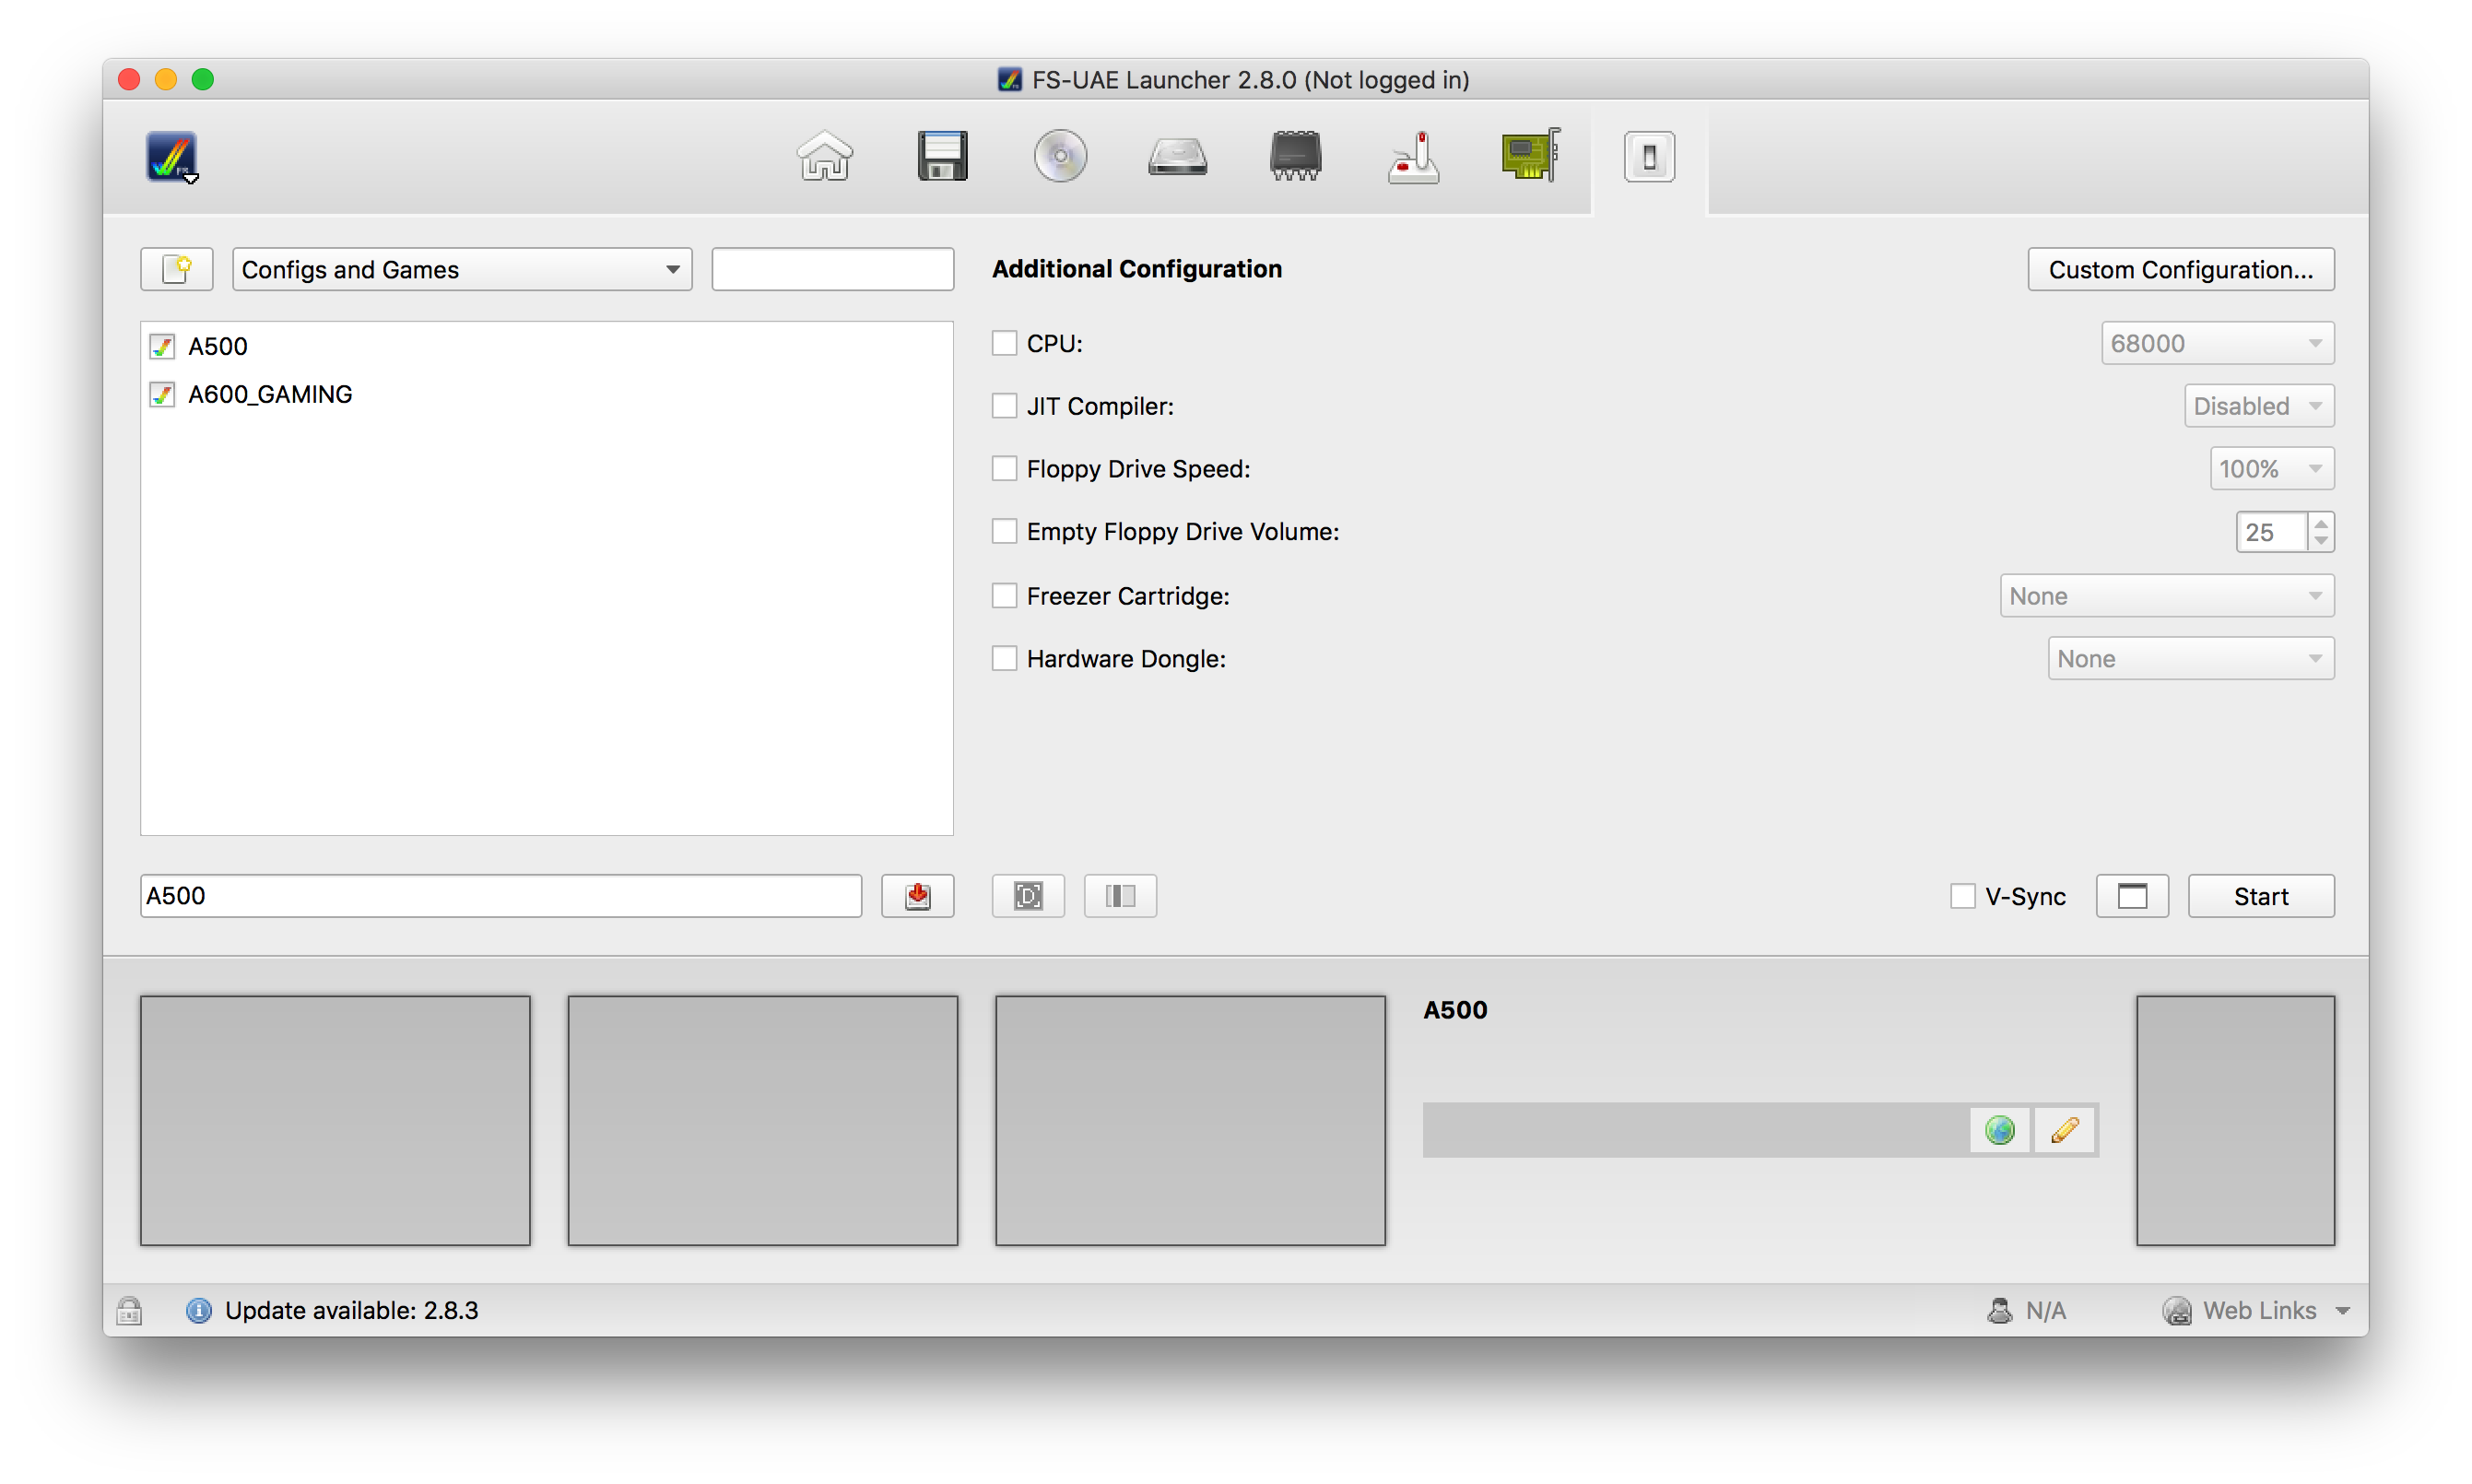 FS-UAE Launcher 2.8.0 (Not logged in)
Configs and Games
Additional Configuration
Custom Configuration...
A500
A600_GAMING
CPU:
68000
JIT Compiler:
Disabled
Floppy Drive Speed:
100%
Empty Floppy Drive Volume:
25
Freezer Cartridge:
None
Hardware Dongle:
None
A500
D
V-Sync
Start
A500
Update available: 2.8.3
N/A
Web Links